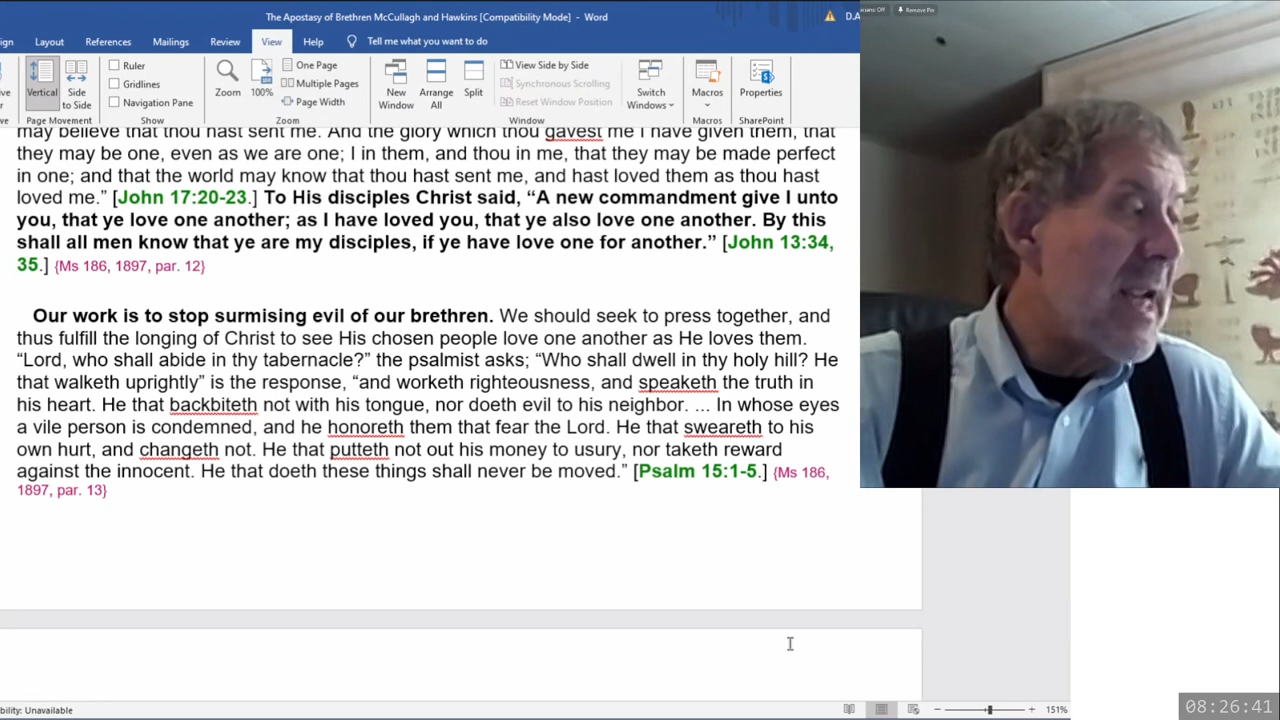 The Apostasy of Brethren McCullagh and Hawkins [Compatibility Mode] - Word
D.A
Remove Pin
Layout References Mailings Review View Help Tell me what you want to do
Vertical
Side to Side
Page Movement
Ruler
Gridlines
Navigation Pane
Show
Zoom
100%
One Page
Multiple Pages
Page Width
Zoom
New Window
Arrange All
Split
View Side by Side
Synchronous Scrolling
Reset Window Position
Window
Switch Windows
Macros
Macros
Properties
SharePoint
may believe that thou hast sent me. And the glory which thou gavest me I have given them, that
they may be one, even as we are one; I in them, and thou in me, that they may be made perfect
in one; and that the world may know that thou hast sent me, and hast loved them as thou hast
loved me.” [John 17:20-23.] To His disciples Christ said, “A new commandment give I unto
you, that ye love one another; as I have loved you, that ye also love one another. By this
shall all men know that ye are my disciples, if ye have love one for another.” [John 13:34,
35.] {Ms 186, 1897, par. 12}
Our work is to stop surmising evil of our brethren. We should seek to press together, and
thus fulfill the longing of Christ to see His chosen people love one another as He loves them.
“Lord, who shall abide in thy tabernacle?” the psalmist asks; “Who shall dwell in thy holy hill? He
that walketh uprightly” is the response, “and worketh righteousness, and speaketh the truth in
his heart. He that backbiteth not with his tongue, nor doeth evil to his neighbor. ... In whose eyes
a vile person is condemned, and he honoreth them that fear the Lord. He that sweareth to his
own hurt, and changeth not. He that putteth not out his money to usury, nor taketh reward
against the innocent. He that doeth these things shall never be moved.” [Psalm 15:1-5.] {Ms 186,
1897, par. 13}
bility: Unavailable
151%
08:26:41